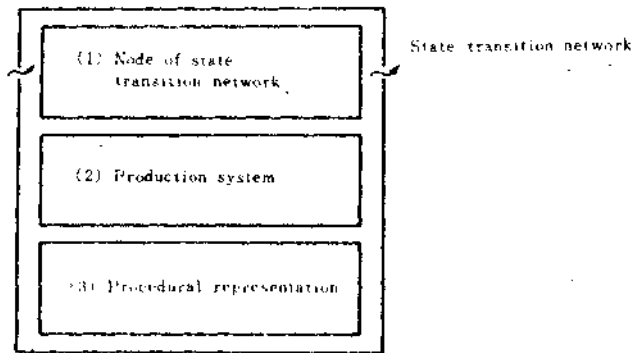 State transition network
(1) Node of state
transition network
(2) Production system
(3) Procedural representation